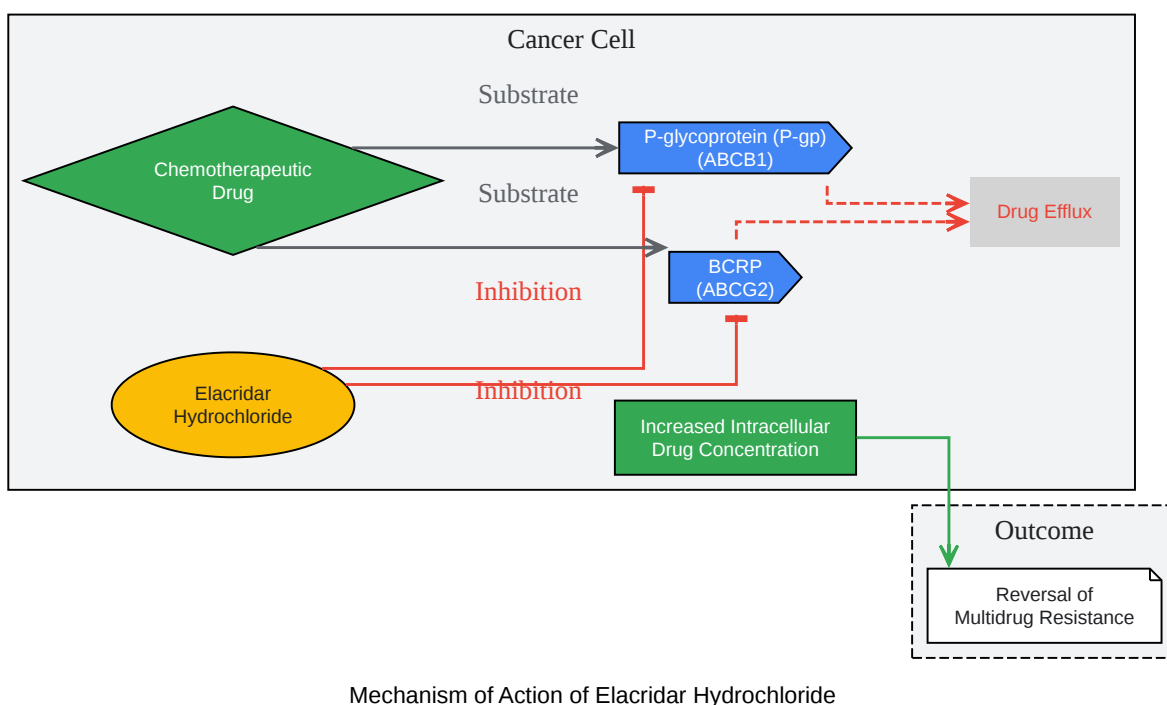 Cancer Cell
Substrate
P-glycoprotein (P-gp)
(ABCB1)
Chemotherapeutic
Drug
Substrate
Drug Efflux
BCRP
(ABCG2)
Inhibition
Elacridar
Hydrochloride
Inhibition
Increased Intracellular
Drug Concentration
Outcome
Reversal of
Multidrug Resistance
Mechanism of Action of Elacridar Hydrochloride